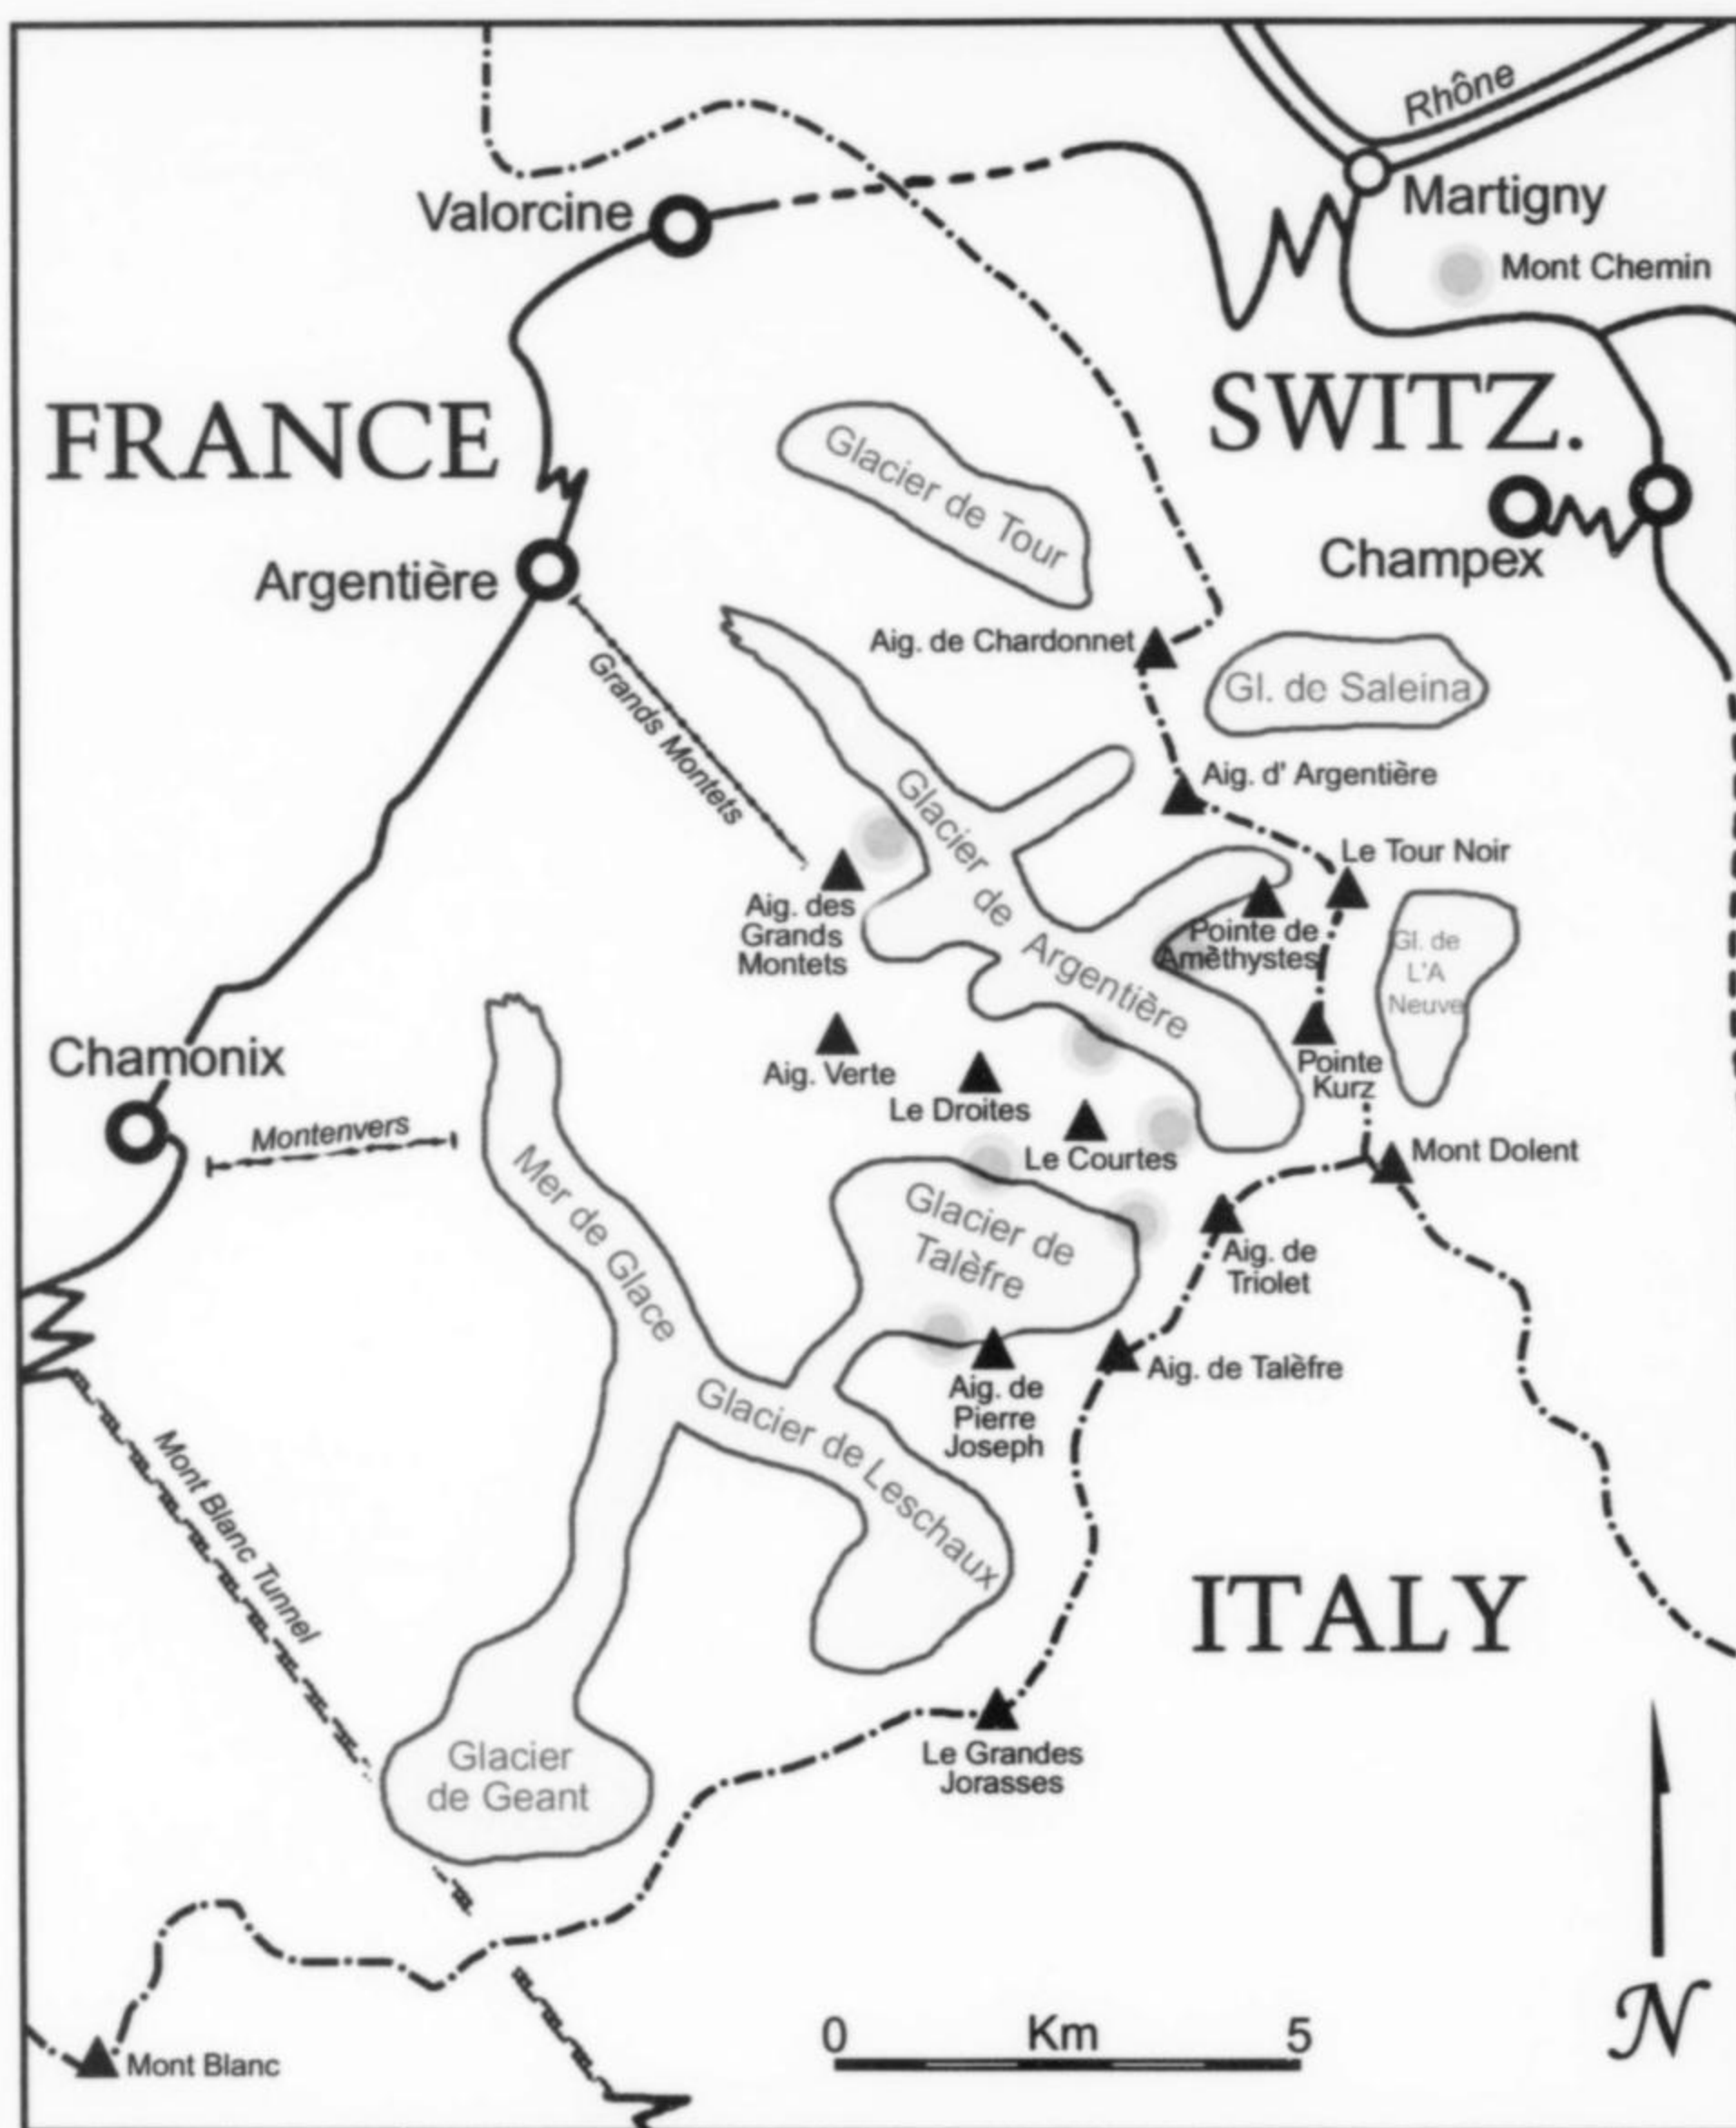 Rhône
Valorcine
Martigny
Mont Chemin
FRANCE
SWITZ.
Glacier de Tour
Champex
Argentière
Grands Montets
Aig. de Chardonnet
Gl. de Saleina
Aig. d' Argentière
Glacier
de
Argentière
Le Tour Noir
Aig. des
Grands
Montets
Pointe de
Amèthystes
Gl. de
L'A
Neuve
Chamonix
Aig. Verte
Le Droites
Pointe
Kurz
Montenvers
Le Courtes
Mont Dolent
Mer de Glace
Glacier de
Talèfre
Aig. de
Triolet
Aig. de
Pierre
Joseph
Aig. de Talèfre
Glacier de Leschaux
Mont Blanc Tunnel
ITALY
Glacier
de Geant
Le Grandes
Jorasses
0 Km 5
N
Mont Blanc